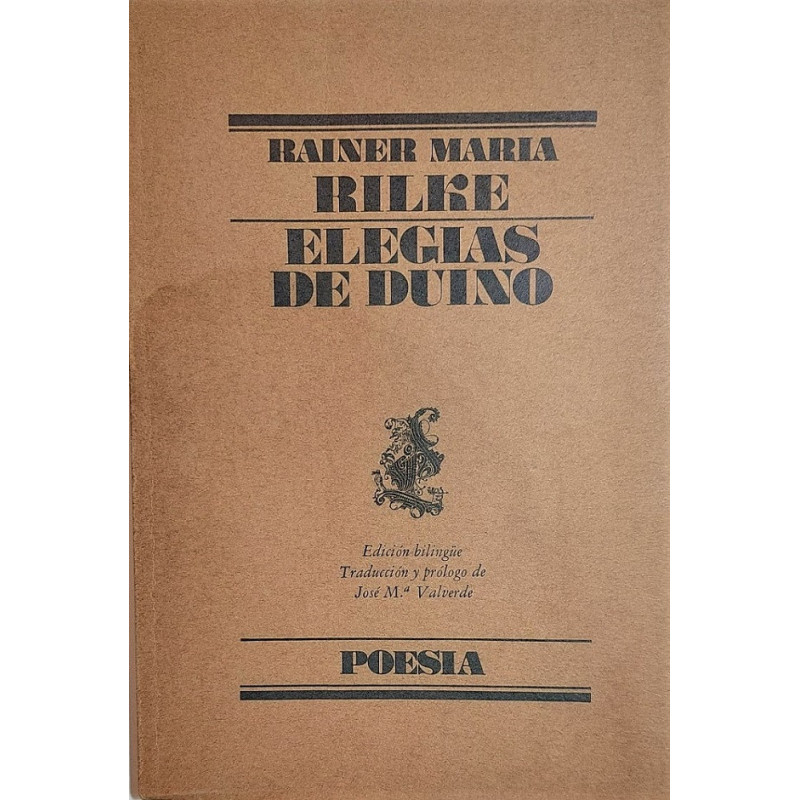 RAINER MARIA
RILKE
ELEGIAS
DE DUINO
Edición bilingüe
Traducción y prólogo de
José M.ª Valverde
POESIA